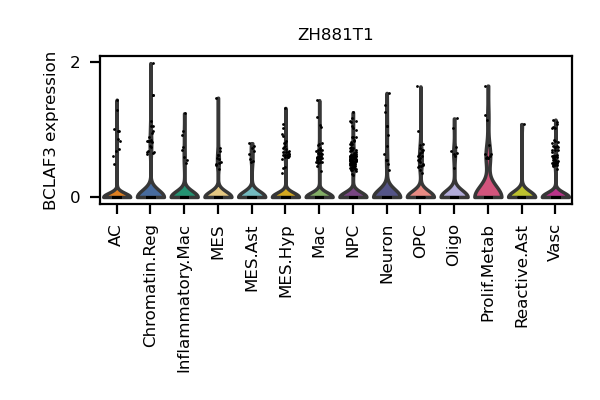 ZH881T1
BCLAF3 expression
2
0
AC
Chromatin.Reg
Inflammatory.Mac
MES
MES.Ast
MES.Hyp
Mac
NPC
Neuron
OPC
Oligo
Prolif.Metab
Reactive.Ast
Vasc